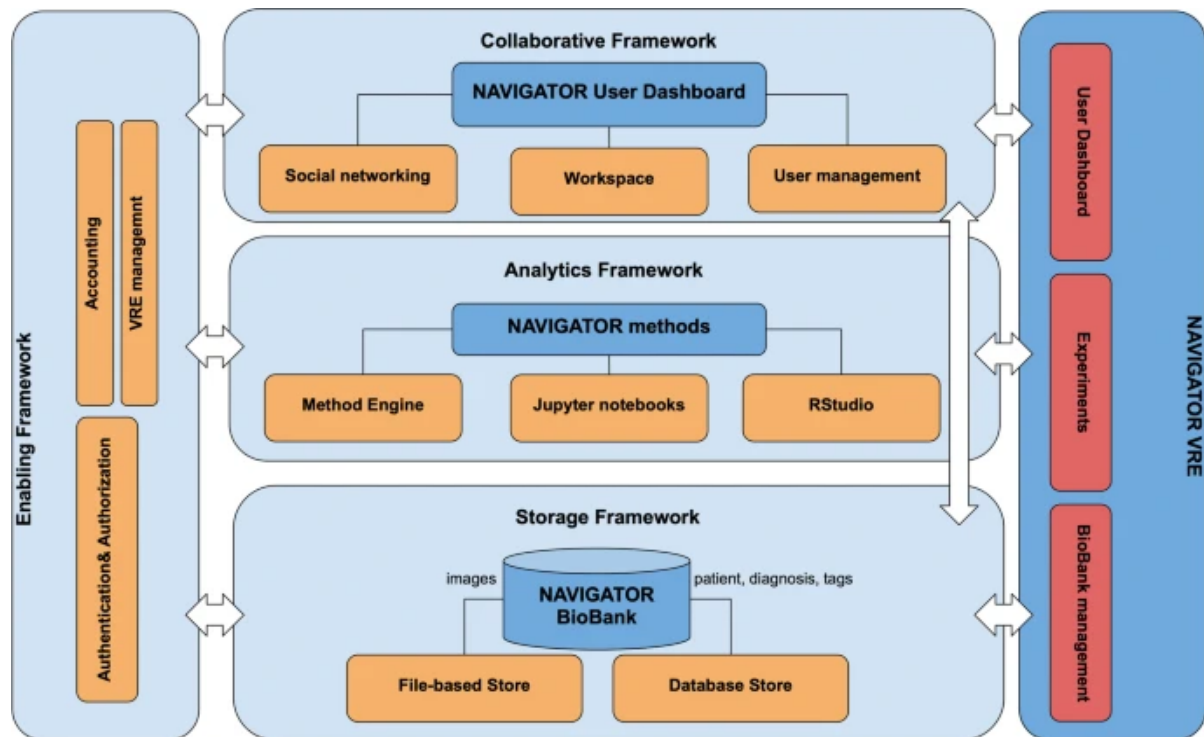 Enabling Framework
Accounting
VRE managemnt
Authentication& Authorization
Collaborative Framework
NAVIGATOR User Dashboard
Social networking
Workspace
User management
Analytics Framework
NAVIGATOR methods
Method Engine
Jupyter notebooks
RStudio
Storage Framework
images
NAVIGATOR
BioBank
patient, diagnosis, tags
File-based Store
Database Store
User Dashboard
Experiments
BioBank management
NAVIGATOR VRE